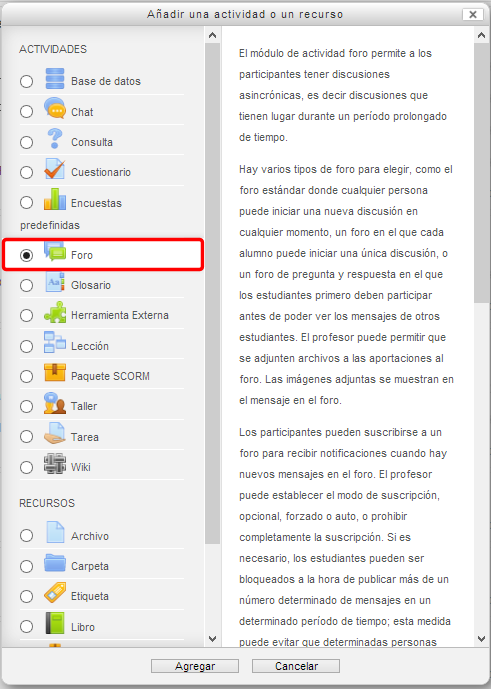 Añadir una actividad o un recurso
ACTIVIDADES
Base de datos
Chat
Consulta
Cuestionario
Encuestas
predefinidas
Foro
Glosario
Herramienta Externa
Lección
Paquete SCORM
Taller
Tarea
Wiki
RECURSOS
Archivo
Carpeta
Etiqueta
Libro
El módulo de actividad foro permite a los
participantes tener discusiones
asincrónicas, es decir discusiones que
tienen lugar durante un período prolongado
de tiempo.
Hay varios tipos de foro para elegir, como el
foro estándar donde cualquier persona
puede iniciar una nueva discusión en
cualquier momento, un foro en el que cada
alumno puede iniciar una única discusión, o
un foro de pregunta y respuesta en el que
los estudiantes primero deben participar
antes de poder ver los mensajes de otros
estudiantes. El profesor puede permitir que
se adjunten archivos a las aportaciones al
foro. Las imágenes adjuntas se muestran en
el mensaje en el foro.
Los participantes pueden suscribirse a un
foro para recibir notificaciones cuando hay
nuevos mensajes en el foro. El profesor
puede establecer el modo de suscripción,
opcional, forzado o auto, o prohibir
completamente la suscripción. Si es
necesario, los estudiantes pueden ser
bloqueados a la hora de publicar más de un
número determinado de mensajes en un
determinado período de tiempo; esta medida
puede evitar que determinadas personas
Agregar
Cancelar